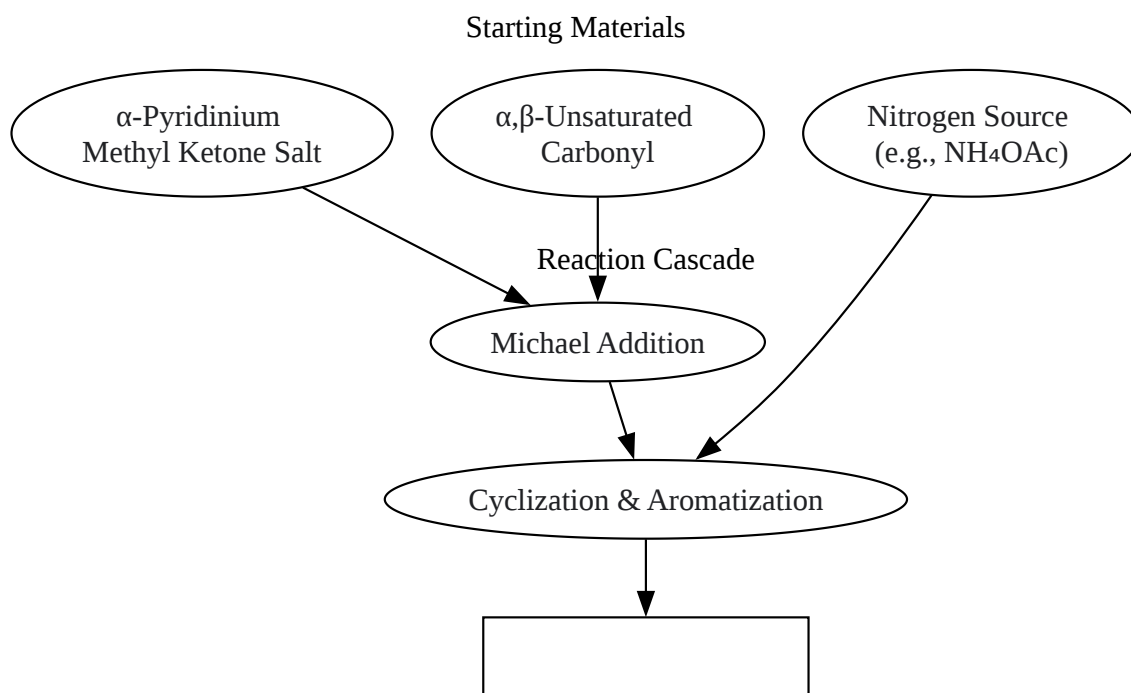 Starting Materials
α-Pyridinium
Methyl Ketone Salt
α,β-Unsaturated
Carbonyl
Nitrogen Source
(e.g., NH₄OAc)
Reaction Cascade
Michael Addition
Cyclization & Aromatization